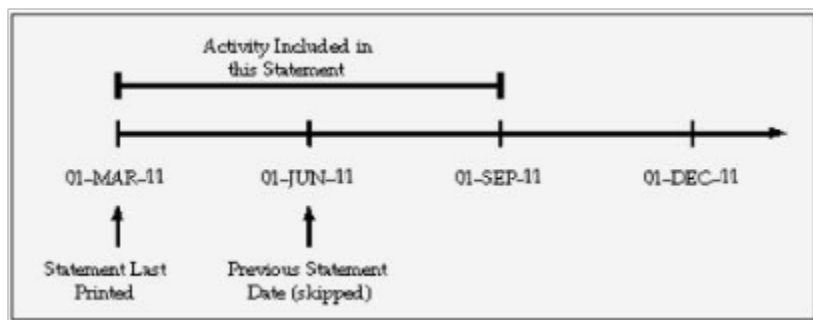 Activity Included in
this Statement
01-MAR-11
01-JUN-11
01-SEP-11
01-DEC-11
Statement Last
Printed
Previous Statement
Date (skipped)